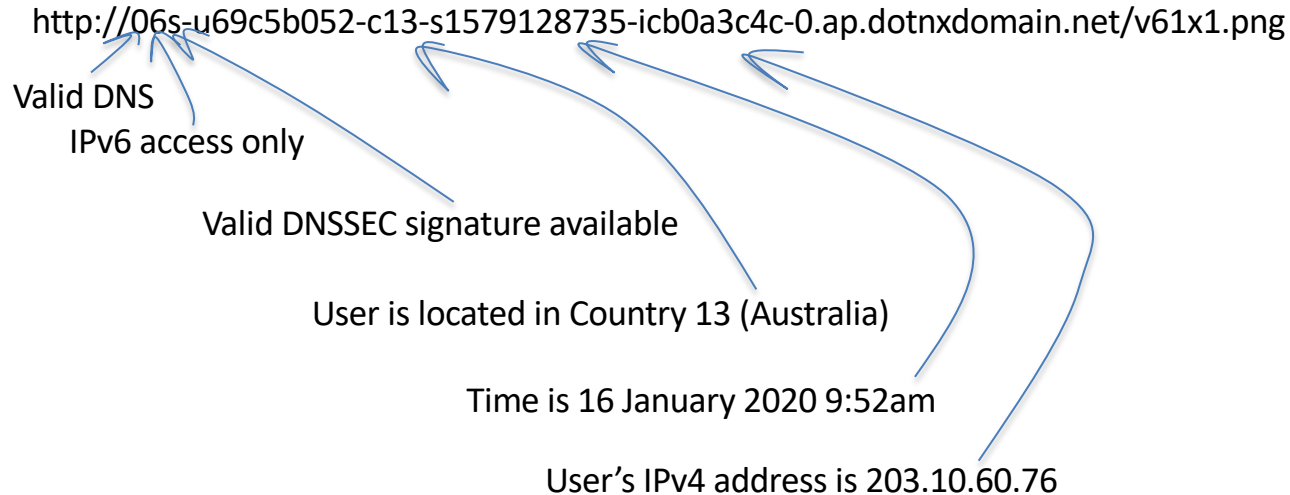 http://06s-u69c5b052-c13-s1579128735-icb0a3c4c-0.ap.dotnxdomain.net/v61x1.png
Valid DNS
IPv6 access only
Valid DNSSEC signature available
User is located in Country 13 (Australia)
Time is 16 January 2020 9:52am
User’s IPv4 address is 203.10.60.76